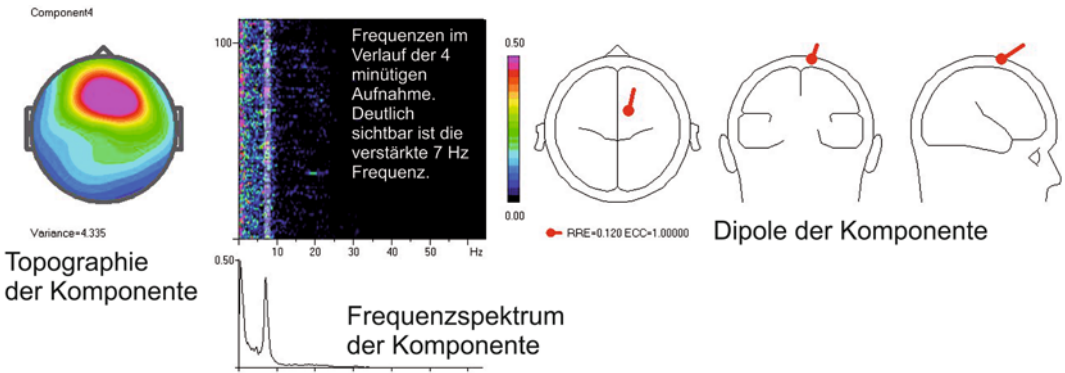 Component4
Variance=4.335
Topographie
der Komponente
100
Frequenzen im
Verlauf der 4
minütigen
Aufnahme.
Deutlich
sichtbar ist die
verstärkte 7 Hz
Frequenz.
10 20 30 40 50 Hz
0.50
Frequenzspektrum
der Komponente
0.50
0.00
RRE=0.120 ECC=1.00000
Dipole der Komponente